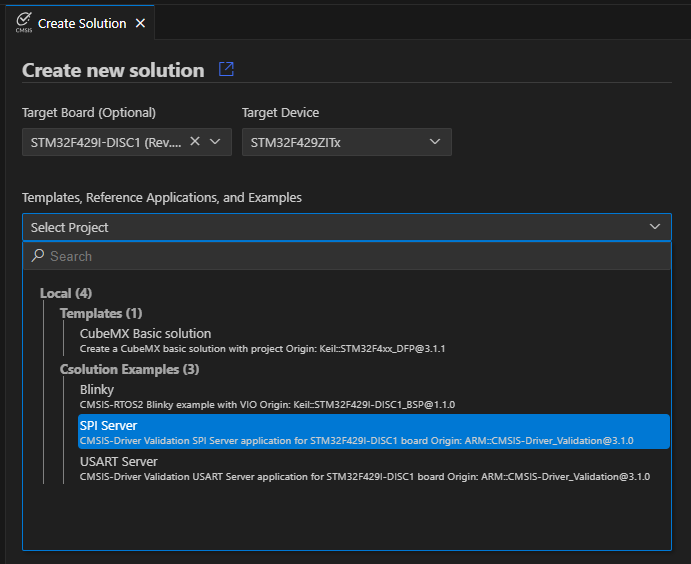 CMSIS
Create Solution
Create new solution
Target Board (Optional)
Target Device
STM32F429I-DISC1 (Rev....
STM32F429ZITx
Templates, Reference Applications, and Examples
Select Project
Search
Local (4)
Templates (1)
CubeMX Basic solution
Create a CubeMX basic solution with project Origin: Keil::STM32F4xx_DFP@3.1.1
Csolution Examples (3)
Blinky
CMSIS-RTOS2 Blinky example with VIO Origin: Keil::STM32F429I-DISC1_BSP@1.1.0
SPI Server
CMSIS-Driver Validation SPI Server application for STM32F429I-DISC1 board Origin: ARM::CMSIS-Driver_Validation@3.1.0
USART Server
CMSIS-Driver Validation USART Server application for STM32F429I-DISC1 board Origin: ARM::CMSIS-Driver_Validation@3.1.0